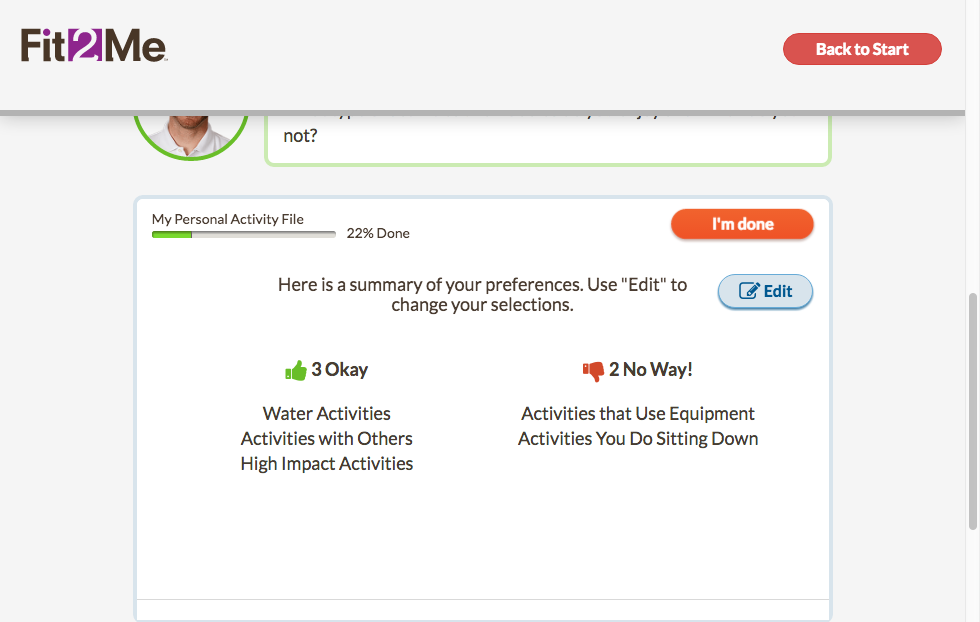 Fit2Me
Back to Start
not?
My Personal Activity File
22% Done
I'm done
Here is a summary of your preferences. Use "Edit" to
change your selections.
Edit
3 Okay
Water Activities
Activities with Others
High Impact Activities
2 No Way!
Activities that Use Equipment
Activities You Do Sitting Down